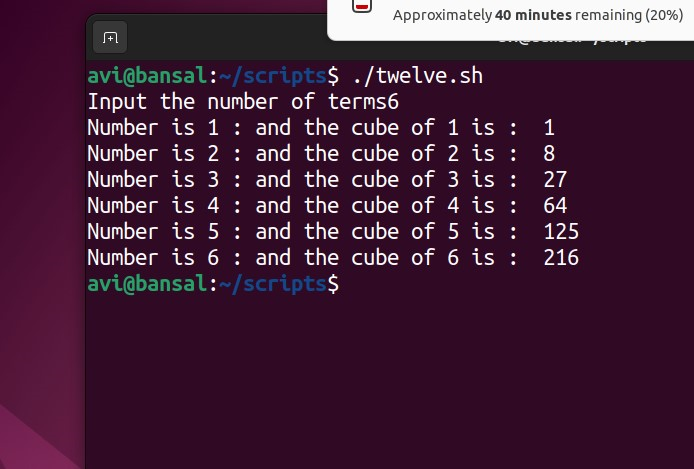 Approximately 40 minutes remaining (20%)
avi@bansal:~/scripts$ ./twelve.sh
Input the number of terms6
Number is 1 : and the cube of 1 is :  1
Number is 2 : and the cube of 2 is :  8
Number is 3 : and the cube of 3 is :  27
Number is 4 : and the cube of 4 is :  64
Number is 5 : and the cube of 5 is :  125
Number is 6 : and the cube of 6 is :  216
avi@bansal:~/scripts$